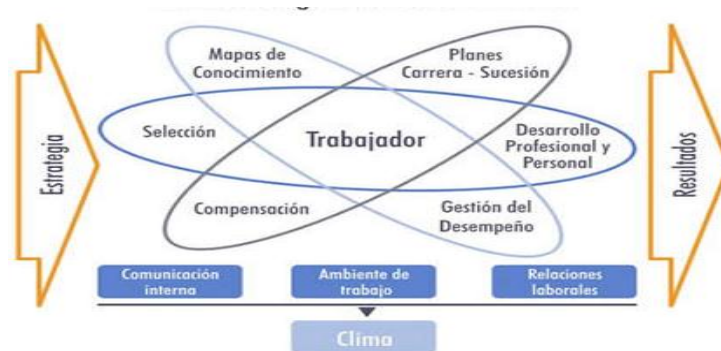 Mapas de
Conocimiento
Planes
Carrera - Sucesión
Estrategia
Selección
Trabajador
Desarrollo
Profesional y
Personal
Resultados
Compensación
Gestión del
Desempeño
Comunicación
interna
Ambiente de
trabajo
Relaciones
laborales
Clima